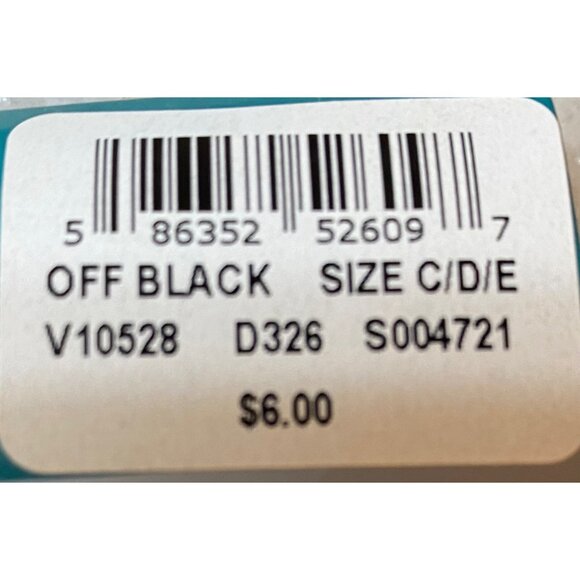 5 86352 52609 7
OFF BLACK SIZE C/D/E
V10528 D326 S004721
$6.00